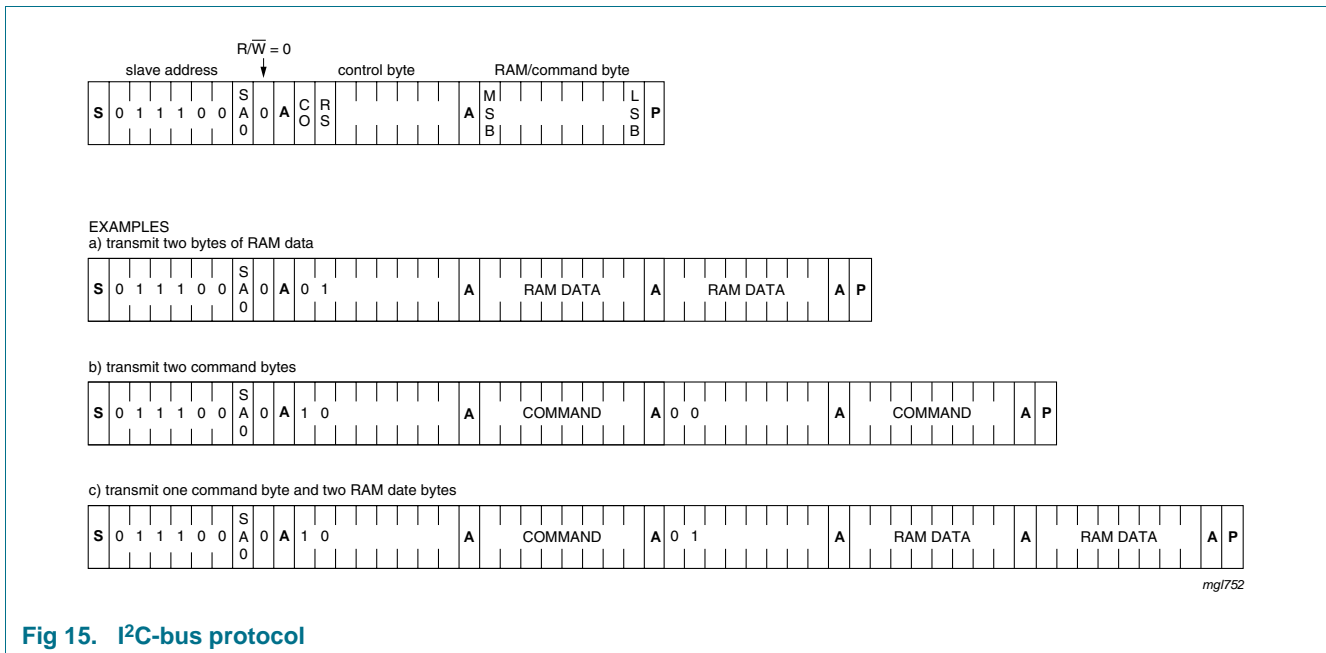 R/W = 0
slave address control byte RAM/command byte
S 0 1 1 1 0 0 SA0 0 A CO RS A MSB LSB P
EXAMPLES
a) transmit two bytes of RAM data
S 0 1 1 1 0 0 SA0 0 A 0 1 A RAM DATA A RAM DATA A P
b) transmit two command bytes
S 0 1 1 1 0 0 SA0 0 A 1 0 A COMMAND A 0 0 A COMMAND A P
c) transmit one command byte and two RAM date bytes
S 0 1 1 1 0 0 SA0 0 A 1 0 A COMMAND A 0 1 A RAM DATA A RAM DATA A P
mgl752
Fig 15. I²C-bus protocol